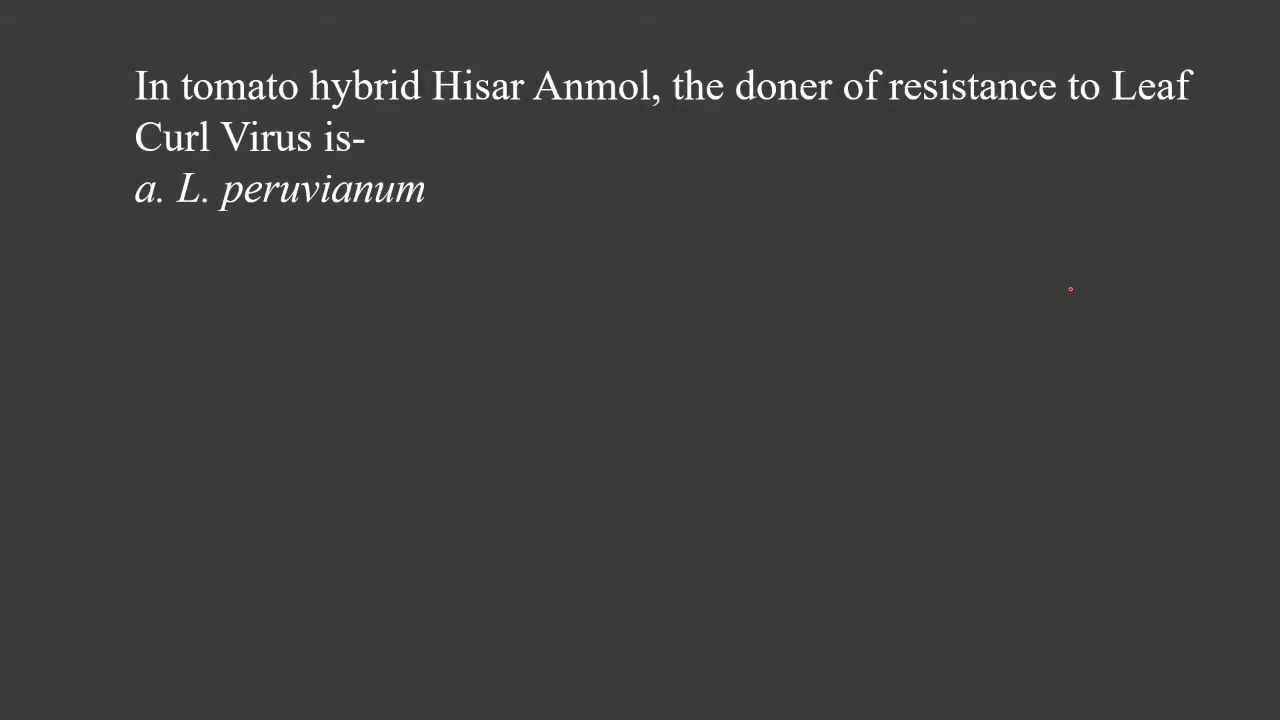 In tomato hybrid Hisar Anmol, the doner of resistance to Leaf
Curl Virus is-
a. L. peruvianum